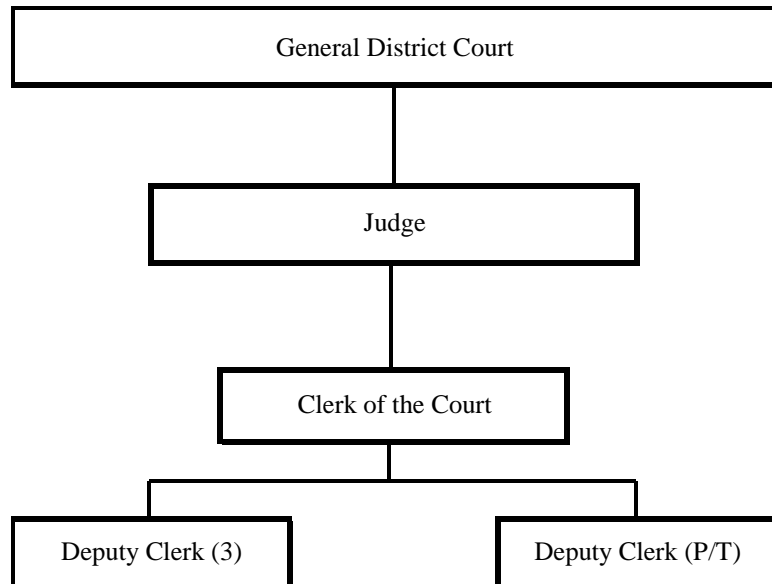 General District Court
Judge
Clerk of the Court
Deputy Clerk (3)
Deputy Clerk (P/T)